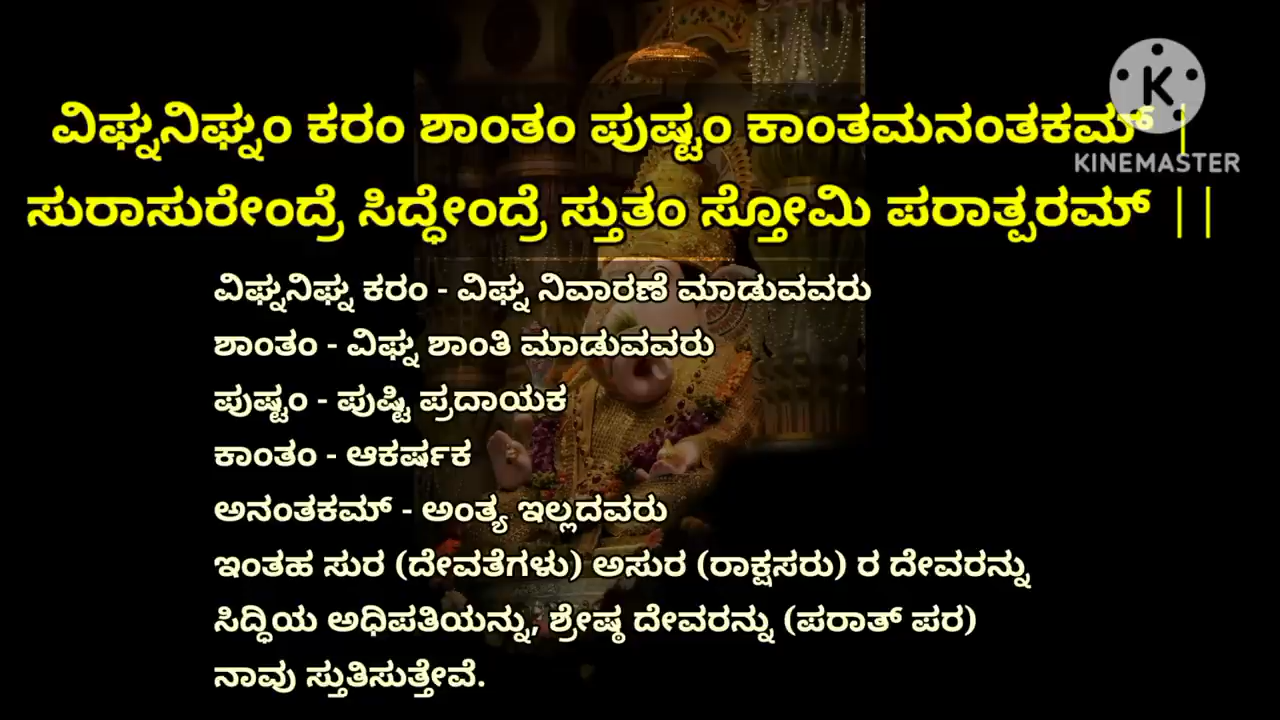 ವಿಘ್ನನಿಘ್ನಂ ಕರಂ ಶಾಂತಂ ಪುಷ್ಟಂ ಕಾಂತಮನಂತಕಮ್ |
K
KINEMASTER
ಸುರಾಸುರೇಂದ್ರೆ ಸಿದ್ಧೇಂದ್ರೆ ಸ್ತುತಂ ಸ್ತೋಮಿ ಪರಾತ್ಪರಮ್ ||
ವಿಘ್ನನಿಘ್ನ ಕರಂ - ವಿಘ್ನ ನಿವಾರಣೆ ಮಾಡುವವರು
ಶಾಂತಂ - ವಿಘ್ನ ಶಾಂತಿ ಮಾಡುವವರು
ಪುಷ್ಟಂ - ಪುಷ್ಟಿ ಪ್ರದಾಯಕ
ಕಾಂತಂ - ಆಕರ್ಷಕ
ಅನಂತಕಮ್ - ಅಂತ್ಯ ಇಲ್ಲದವರು
ಇಂತಹ ಸುರ (ದೇವತೆಗಳು) ಅಸುರ (ರಾಕ್ಷಸರು) ರ ದೇವರನ್ನು
ಸಿದ್ಧಿಯ ಅಧಿಪತಿಯನ್ನು, ಶ್ರೇಷ್ಠ ದೇವರನ್ನು (ಪರಾತ್ ಪರ)
ನಾವು ಸ್ತುತಿಸುತ್ತೇವೆ.